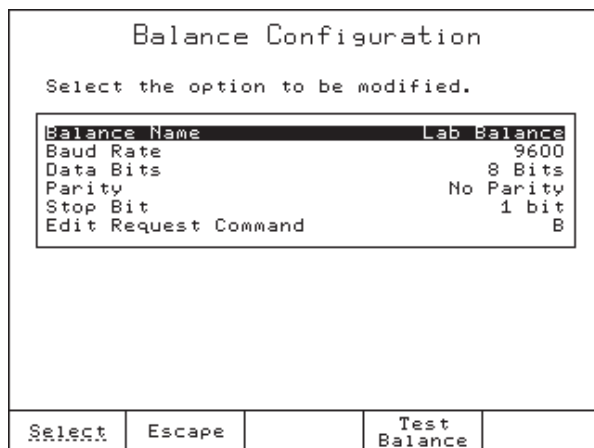 Balance Configuration
Select the option to be modified.
Balance Name Lab Balance
Baud Rate 9600
Data Bits 8 Bits
Parity No Parity
Stop Bit 1 bit
Edit Request Command B
Select Escape Test Balance